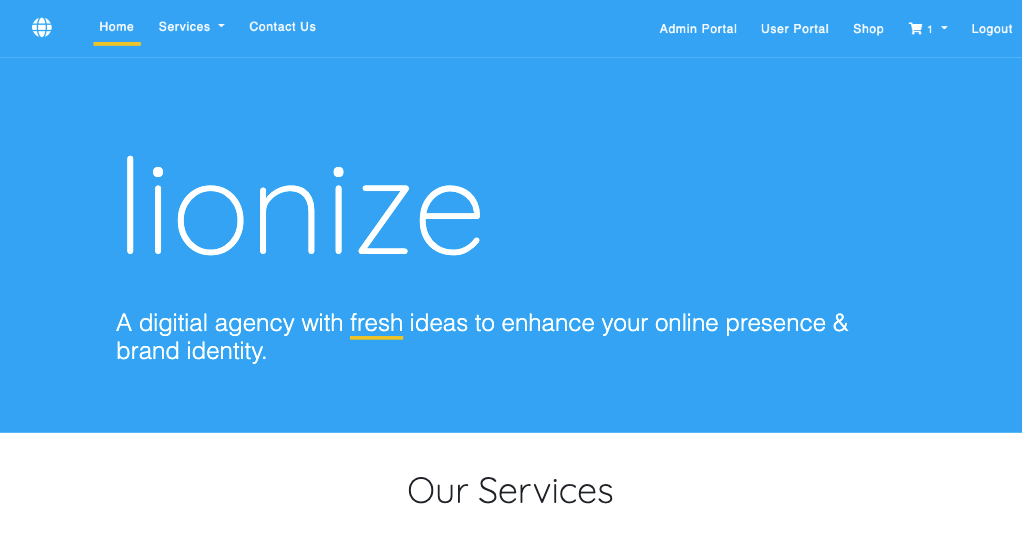 Home Services Contact Us Admin Portal User Portal Shop 1 Logout
lionize
A digitial agency with fresh ideas to enhance your online presence &
brand identity.
Our Services